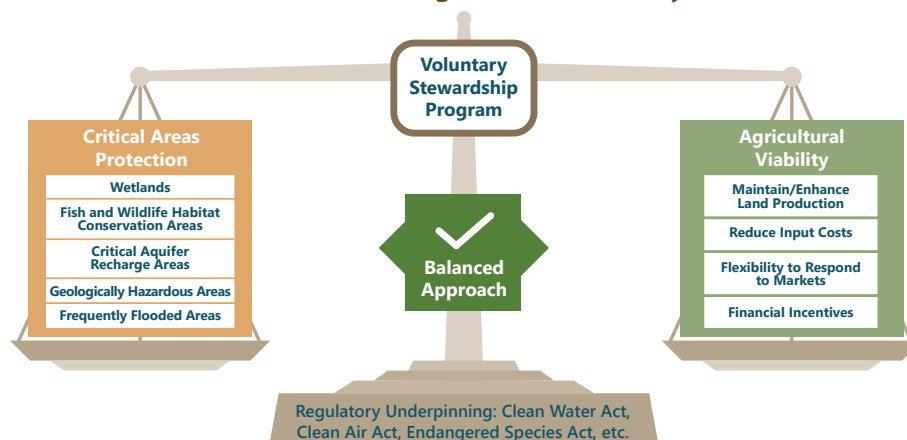 Voluntary
Stewardship
Program
Critical Areas
Protection
Wetlands
Fish and Wildlife Habitat
Conservation Areas
Critical Aquifer
Recharge Areas
Geologically Hazardous Areas
Frequently Flooded Areas
Balanced
Approach
Agricultural
Viability
Maintain/Enhance
Land Production
Reduce Input Costs
Flexibility to Respond
to Markets
Financial Incentives
Regulatory Underpinning: Clean Water Act,
Clean Air Act, Endangered Species Act, etc.